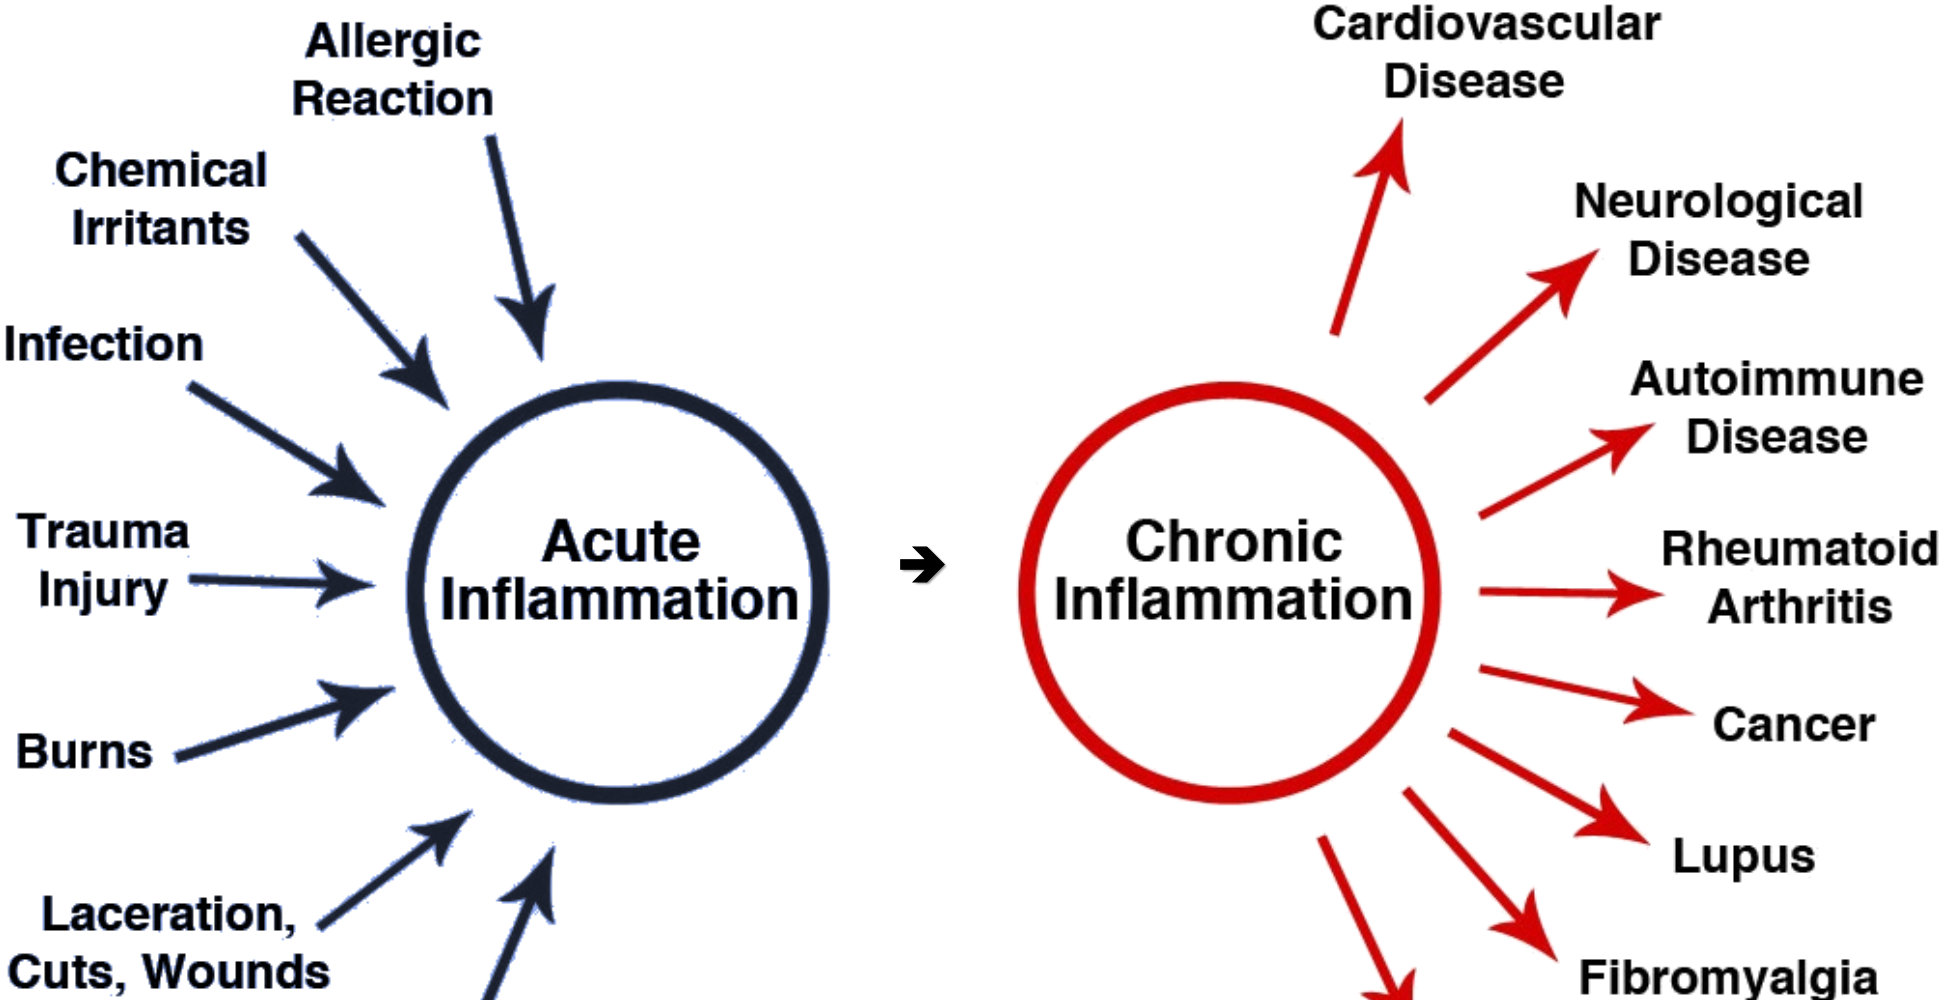 Allergic
Reaction
Chemical
Irritants
Infection
Trauma
Injury
Burns
Laceration,
Cuts, Wounds
Acute
Inflammation
Chronic
Inflammation
Cardiovascular
Disease
Neurological
Disease
Autoimmune
Disease
Rheumatoid
Arthritis
Cancer
Lupus
Fibromyalgia